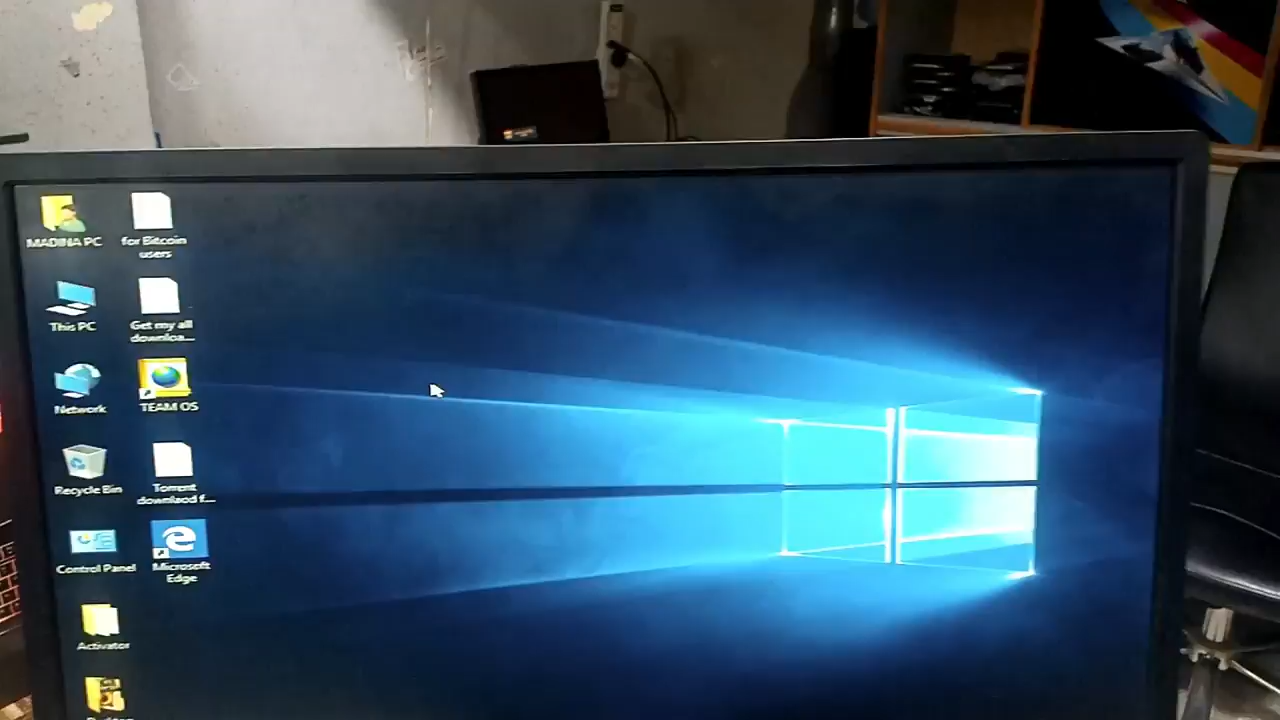 MADINA PC
for Bitcoin
users
This PC
Get my all
downloa...
Network
TEAM OS
Recycle Bin
Torrent
downlaod f...
Control Panel
Microsoft
Edge
Activator